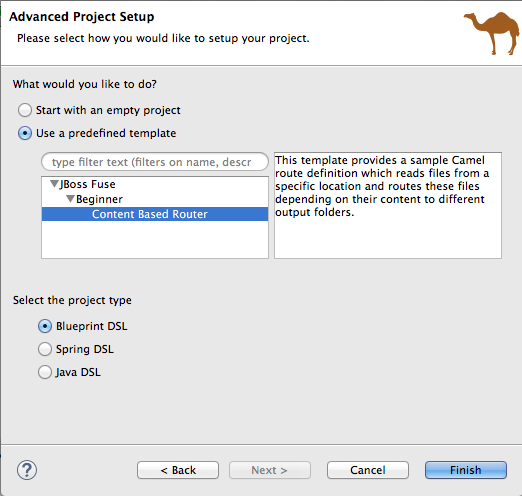 Advanced Project Setup
Please select how you would like to setup your project.
What would you like to do?
Start with an empty project
Use a predefined template
type filter text (filters on name, descr
JBoss Fuse
Beginner
Content Based Router
This template provides a sample Camel
route definition which reads files from a
specific location and routes these files
depending on their content to different
output folders.
Select the project type
Blueprint DSL
Spring DSL
Java DSL
?
< Back
Next >
Cancel
Finish